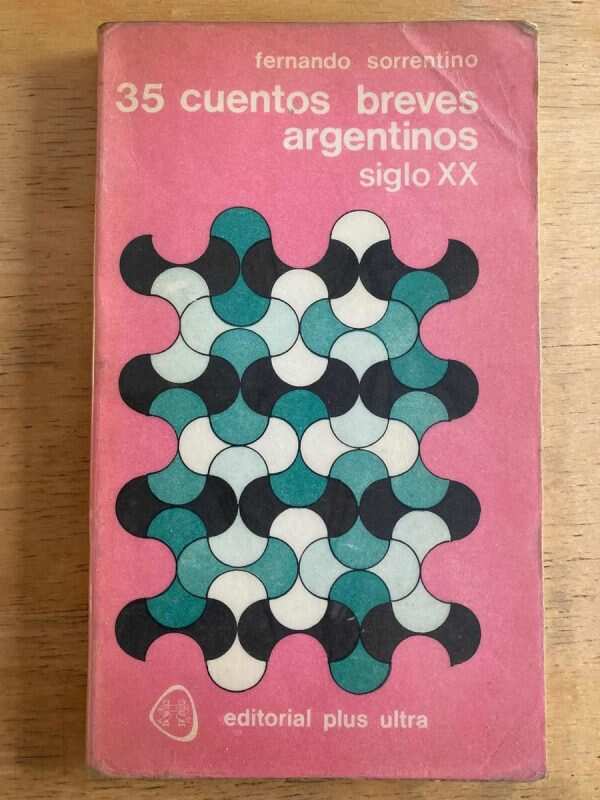 fernando sorrentino
35 cuentos breves
argentinos
siglo XX
editorial plus ultra